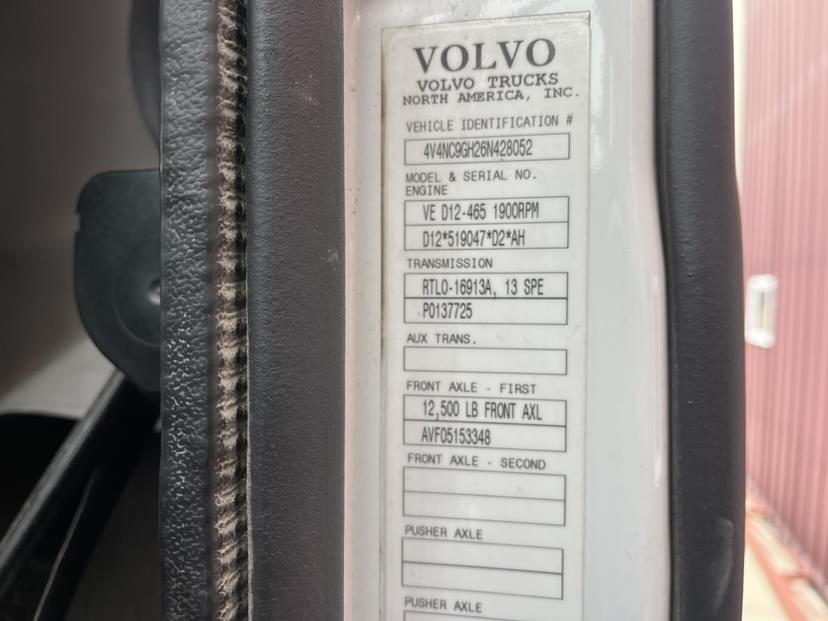 VOLVO
VOLVO TRUCKS
NORTH AMERICA, INC.
VEHICLE IDENTIFICATION #
4V4NC9GH26N428052
MODEL & SERIAL NO.
ENGINE
VE D12-465 1900RPM
D12*519047*D2*AH
TRANSMISSION
RTLO-16913A, 13 SPE
P0137725
AUX TRANS.
FRONT AXLE - FIRST
12,500 LB FRONT AXL
AVF05153348
FRONT AXLE - SECOND
PUSHER AXLE
PUSHER AXLE